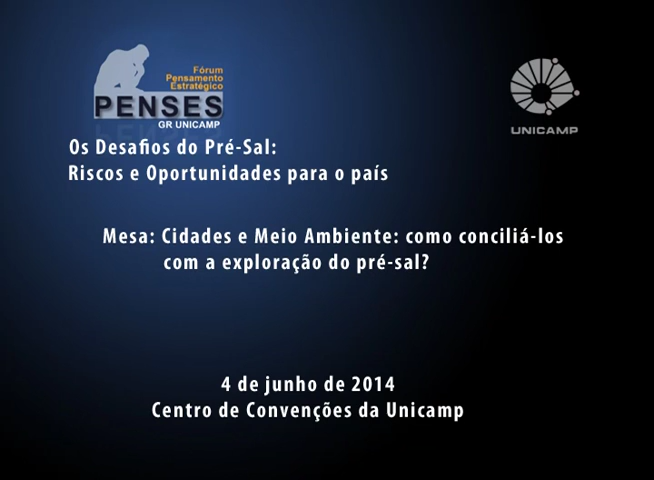 Fórum
Pensamento
Estratégico
PENSES
GR UNICAMP
UNICAMP
Os Desafios do Pré-Sal:
Riscos e Oportunidades para o país
Mesa: Cidades e Meio Ambiente: como conciliá-los
com a exploração do pré-sal?
4 de junho de 2014
Centro de Convenções da Unicamp